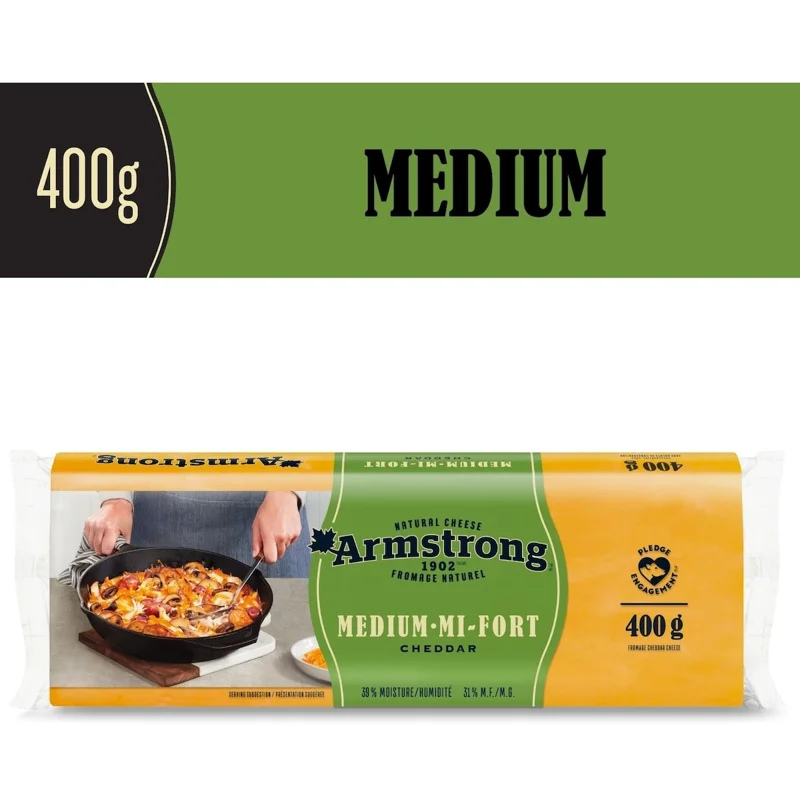 400g
MEDIUM
Armstrong
MEDIUM·MI-FORT
CHEDDAR
400 g
NATURAL CHEESE
Armstrong
1902
FROMAGE NATUREL
MEDIUM·MI-FORT
CHEDDAR
39% MOISTURE/HUMIDITÉ 31% M.F./M.G.
SERVING SUGGESTION / PRÉSENTATION SUGGÉRÉE
PLEDGE
ENGAGEMENT
400 g
FROMAGE CHEDDAR CHEESE